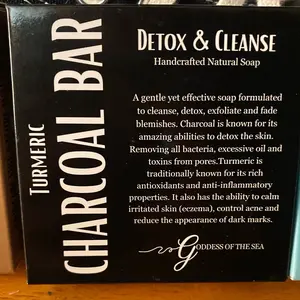 TURMERIC
CHARCOAL BAR
DETOX & CLEANSE
Handcrafted Natural Soap
A gentle yet effective soap formulated
to cleanse, detox, exfoliate and fade
blemishes. Charcoal is known for its
amazing abilities to detox the skin.
Removing all bacteria, excessive oil and
toxins from pores.Turmeric is
traditionally known for its rich
antioxidants and anti-inflammatory
properties. It also has the ability to calm
irritated skin (eczema), control acne and
reduce the appearance of dark marks.
GODDESS OF THE SEA